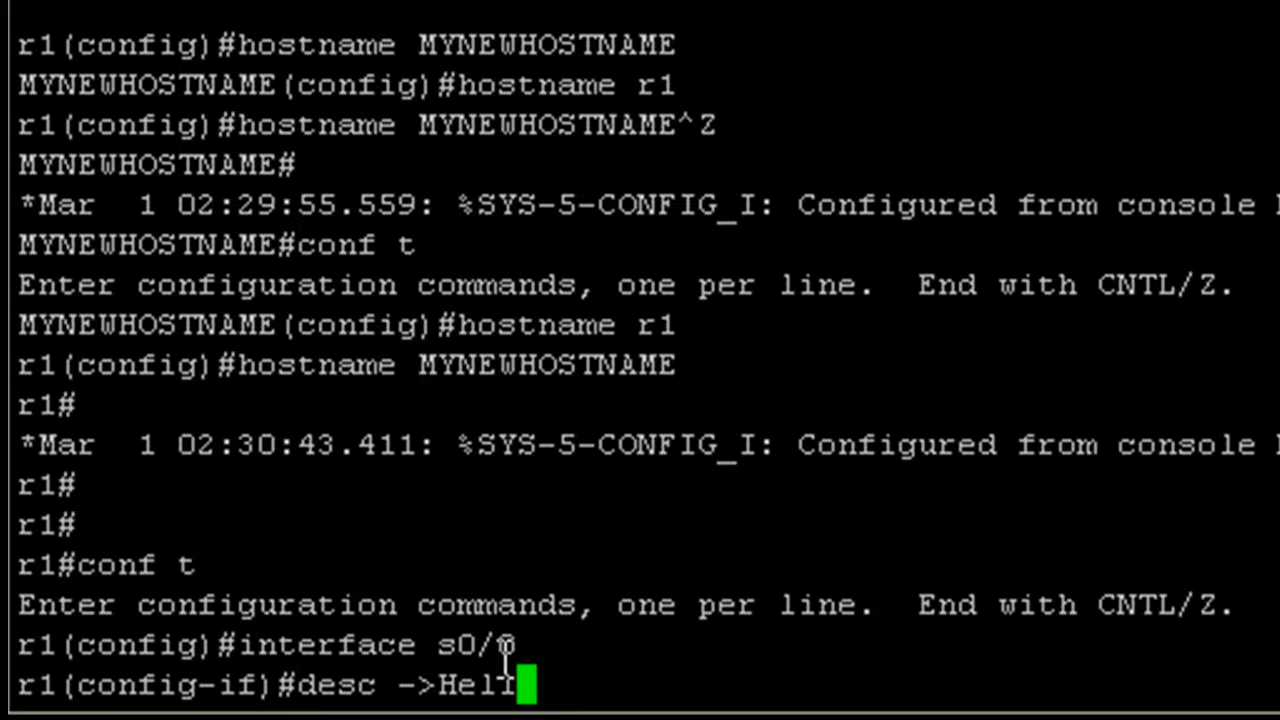 r1(config)#hostname MYNEWHOSTNAME
MYNEWHOSTNAME(config)#hostname r1
r1(config)#hostname MYNEWHOSTNAME^Z
MYNEWHOSTNAME#
*Mar  1 02:29:55.559: %SYS-5-CONFIG_I: Configured from console
MYNEWHOSTNAME#conf t
Enter configuration commands, one per line.  End with CNTL/Z.
MYNEWHOSTNAME(config)#hostname r1
r1(config)#hostname MYNEWHOSTNAME
r1#
*Mar  1 02:30:43.411: %SYS-5-CONFIG_I: Configured from console
r1#
r1#
r1#conf t
Enter configuration commands, one per line.  End with CNTL/Z.
r1(config)#interface s0/0
r1(config-if)#desc ->Hell